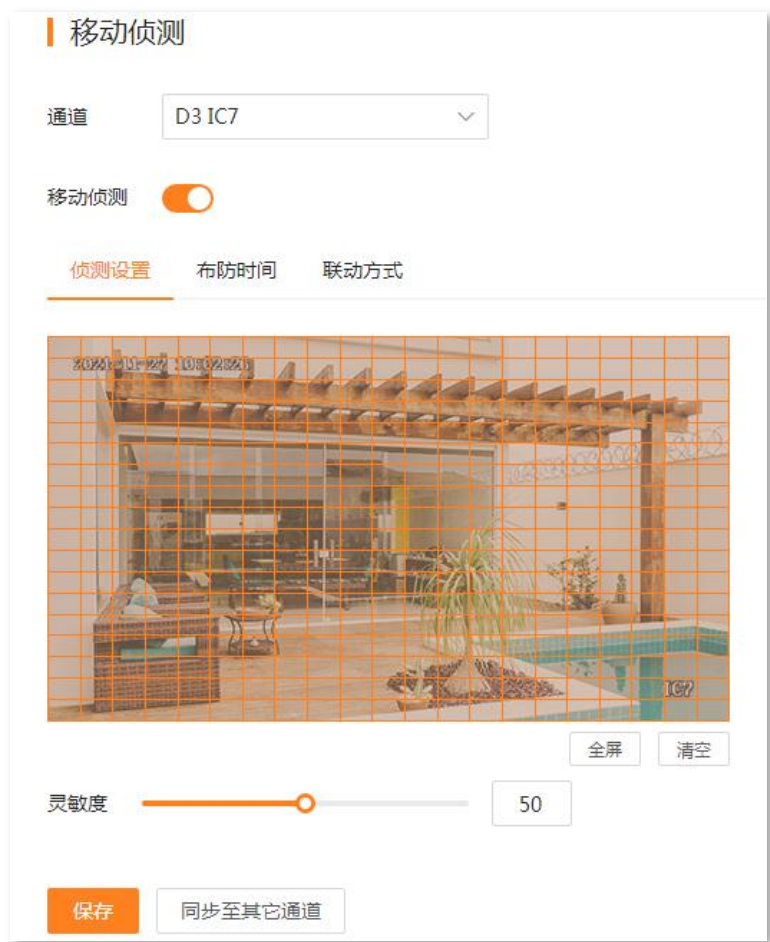 移动侦测
通道 D3 IC7
移动侦测
侦测设置 布防时间 联动方式
IC7
全屏 清空
灵敏度 50
保存 同步至其它通道